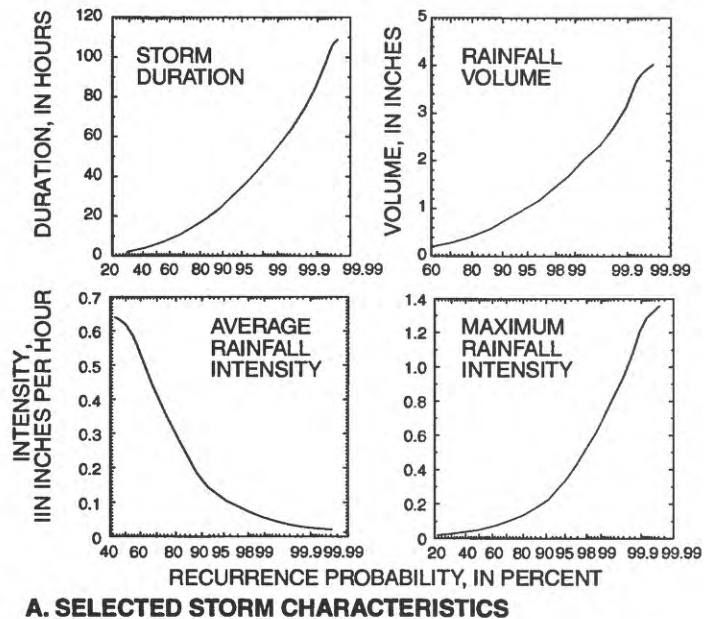 DURATION, IN HOURS
120
100
80
60
40
20
0
STORM
DURATION
20 40 60 80 90 95 99 99.9 99.99
VOLUME, IN INCHES
5
4
3
2
1
0
RAINFALL
VOLUME
60 80 90 95 98 99 99.9 99.99
INTENSITY,
IIN INCHES PER HOUR
0.7
0.6
0.5
0.4
0.3
0.2
0.1
0
AVERAGE
RAINFALL
INTENSITY
40 60 80 90 95 98 99 99.9 99.99
1.4
1.2
1.0
0.8
0.6
0.4
0.2
0
MAXIMUM
RAINFALL
INTENSITY
20 40 60 80 90 95 98 99 99.9 99.99
RECURRENCE PROBABILITY, IN PERCENT
A. SELECTED STORM CHARACTERISTICS